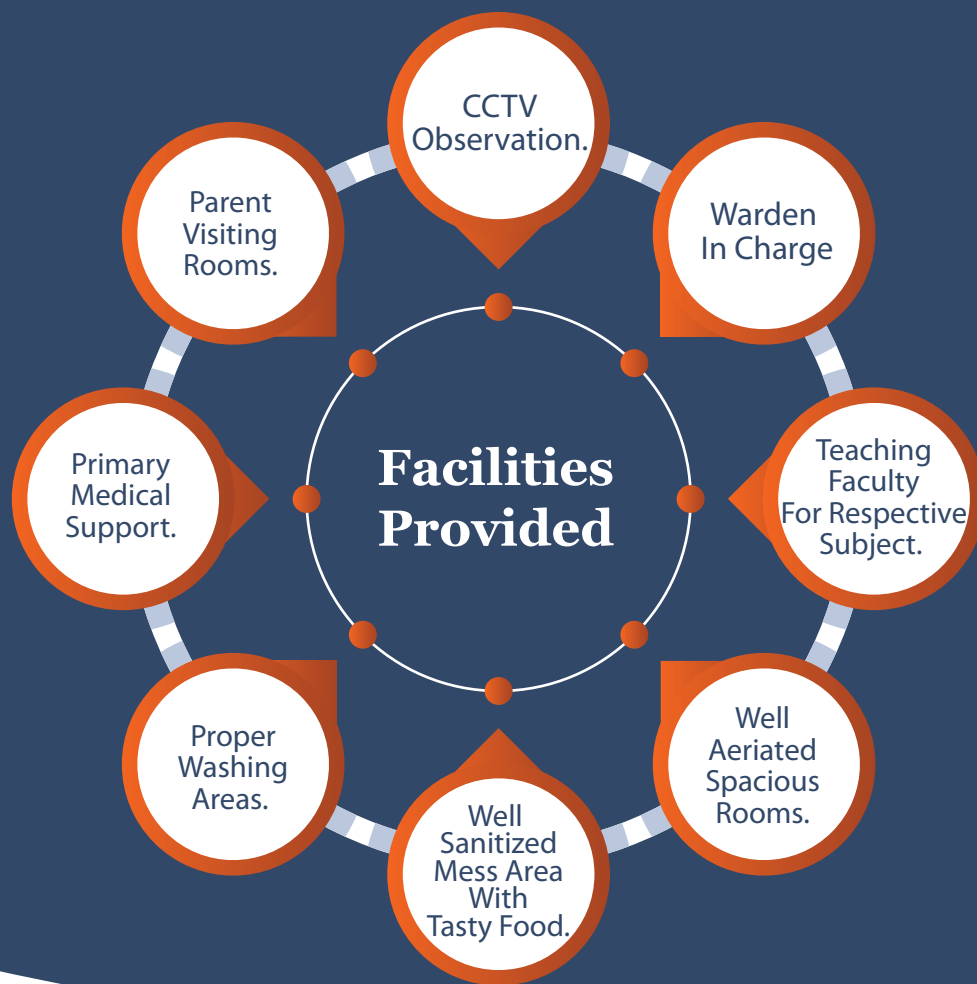 CCTV
Observation.
Warden
In Charge
Teaching
Faculty
For Respective
Subject.
Well
Aeriated
Spacious
Rooms.
Well
Sanitized
Mess Area
With
Tasty Food.
Proper
Washing
Areas.
Primary
Medical
Support.
Parent
Visiting
Rooms.
Facilities
Provided